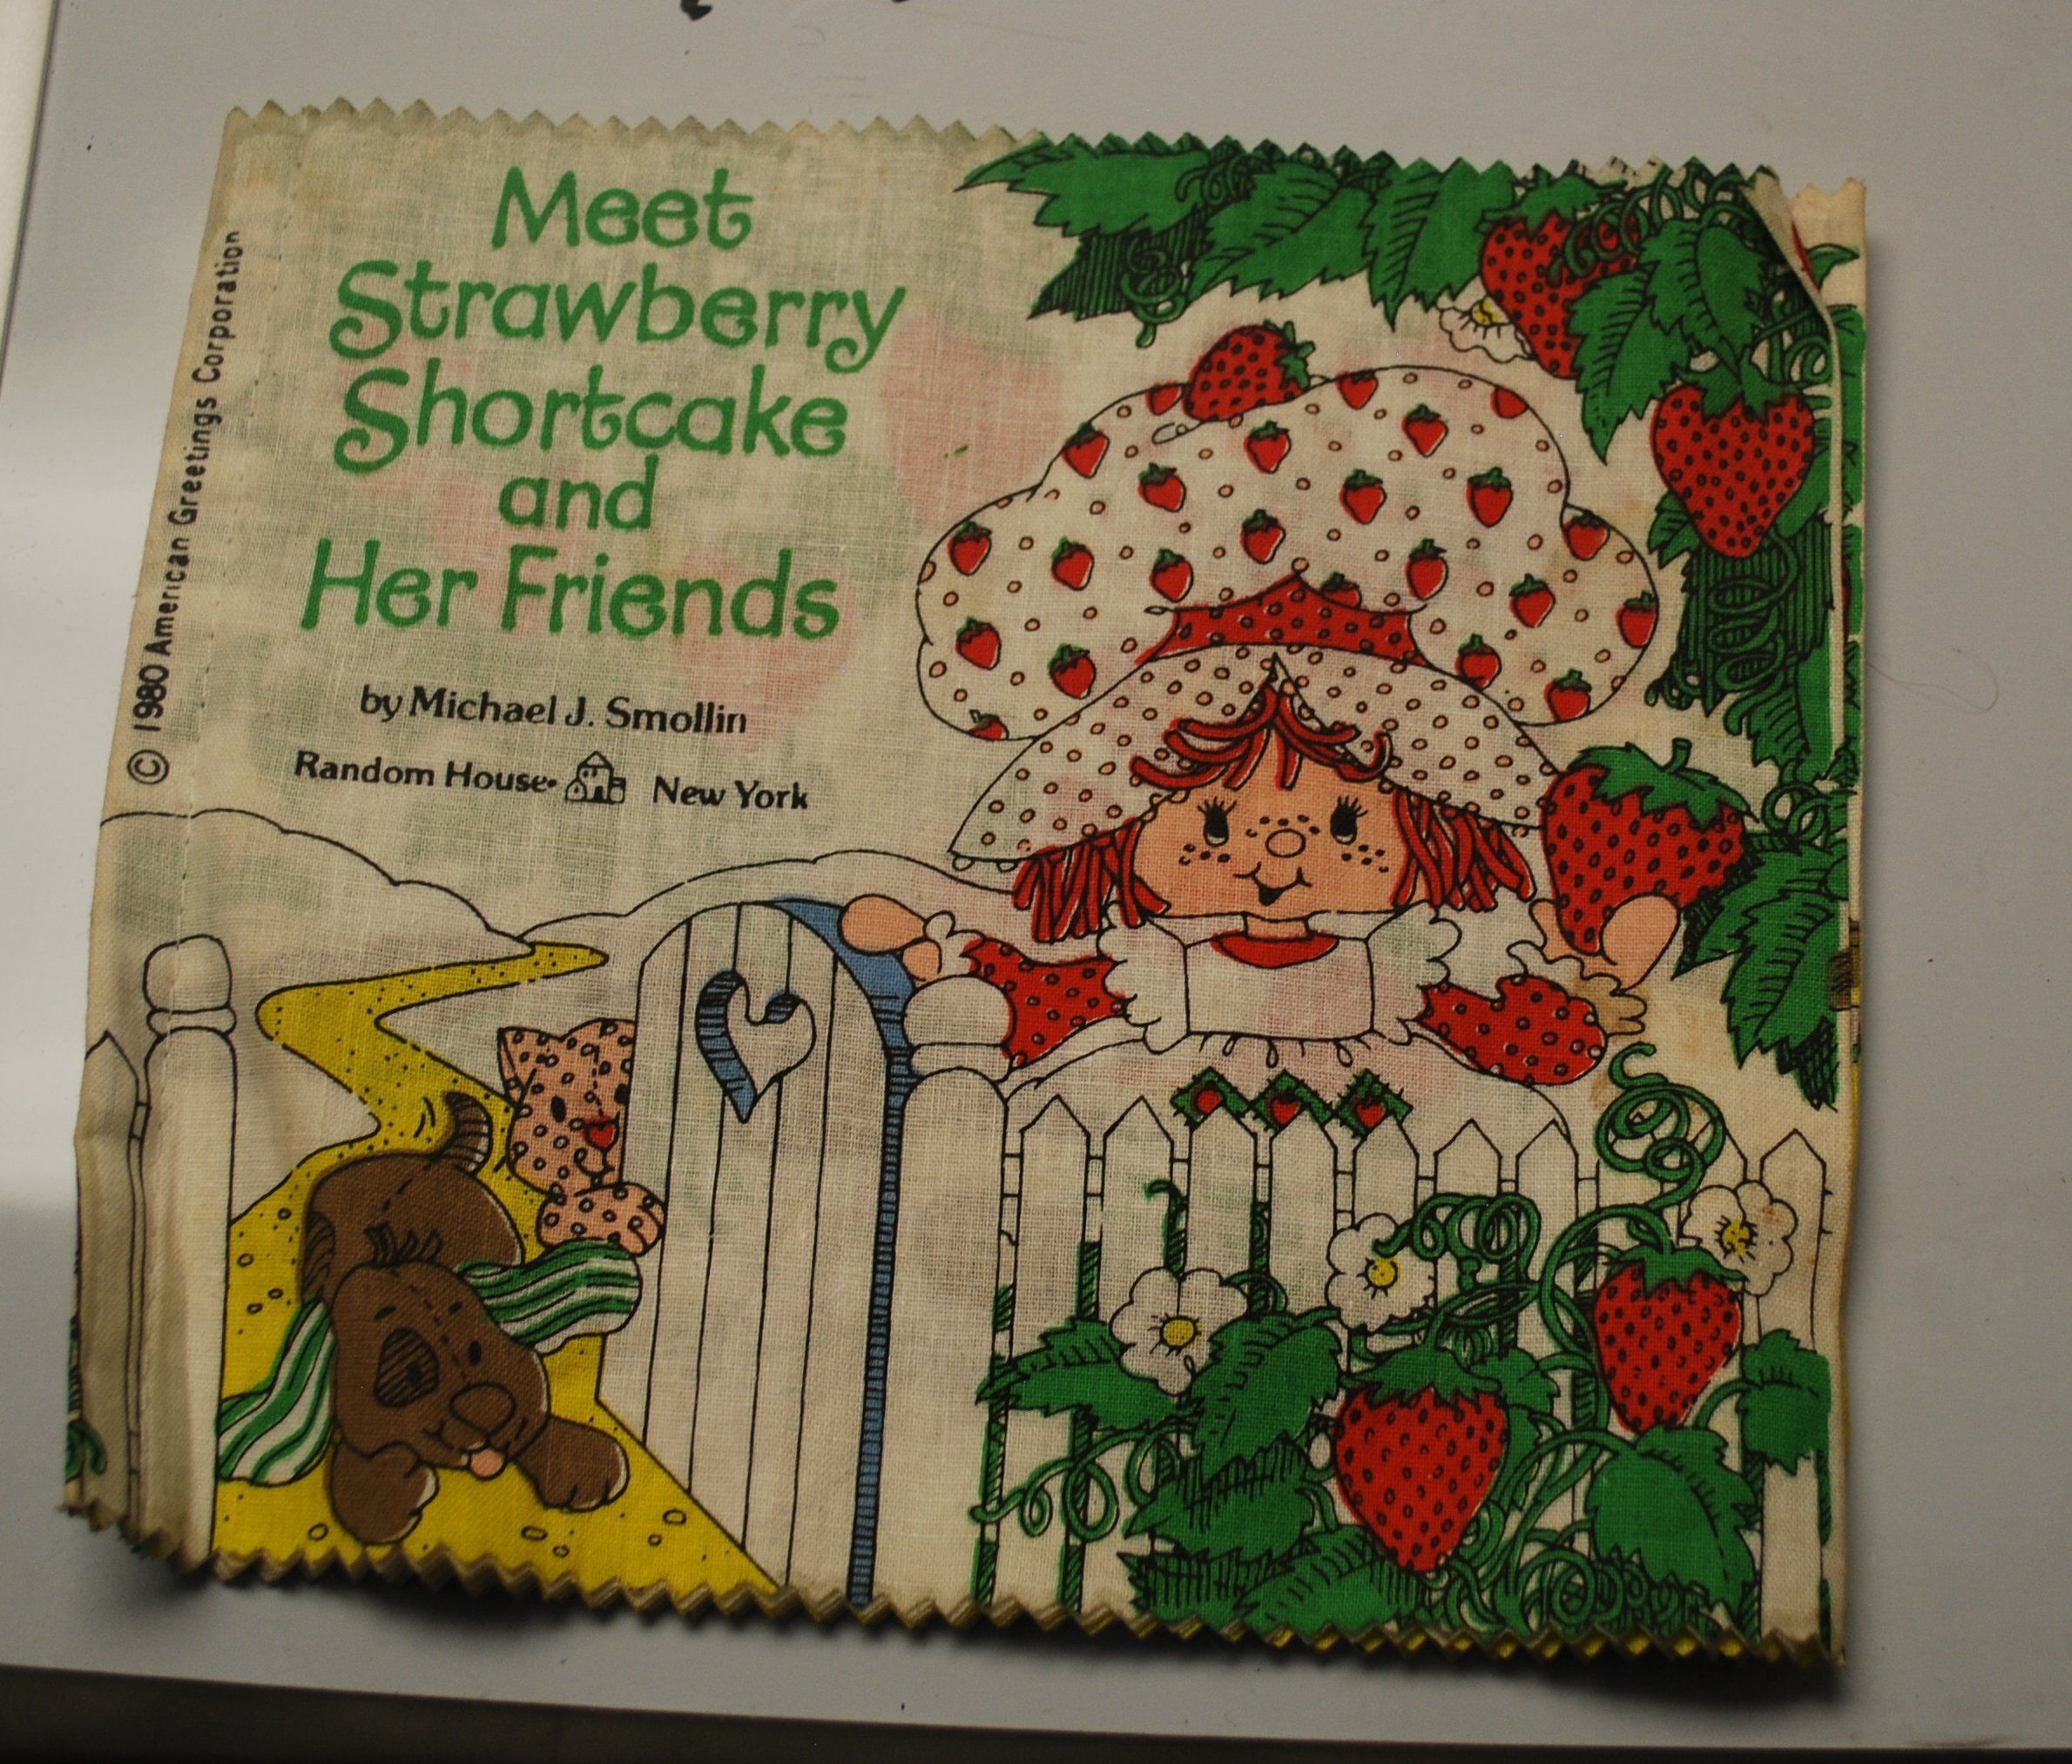 Meet
Strawberry
Shortcake
and
Her Friends
by Michael J. Smollin
Random House New York
© 1980 American Greetings Corporation